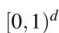 [0, 1)ᵈ